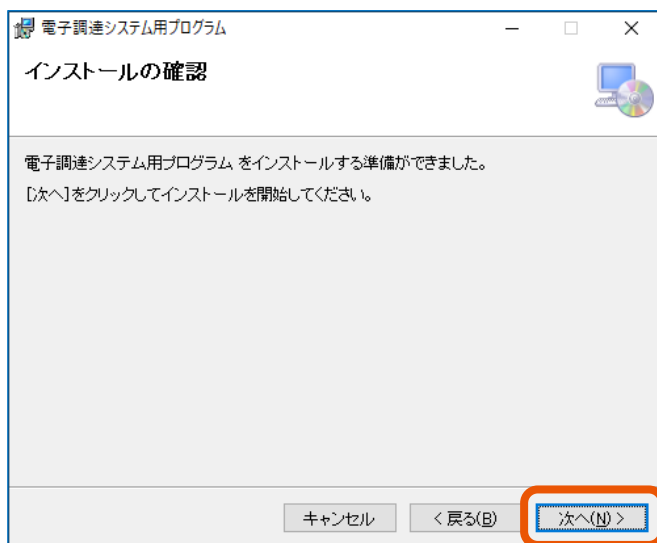 電子調達システム用プログラム
インストールの確認
電子調達システム用プログラム をインストールする準備ができました。
[次へ]をクリックしてインストールを開始してください。
キャンセル
< 戻る(B)
次へ(N) >